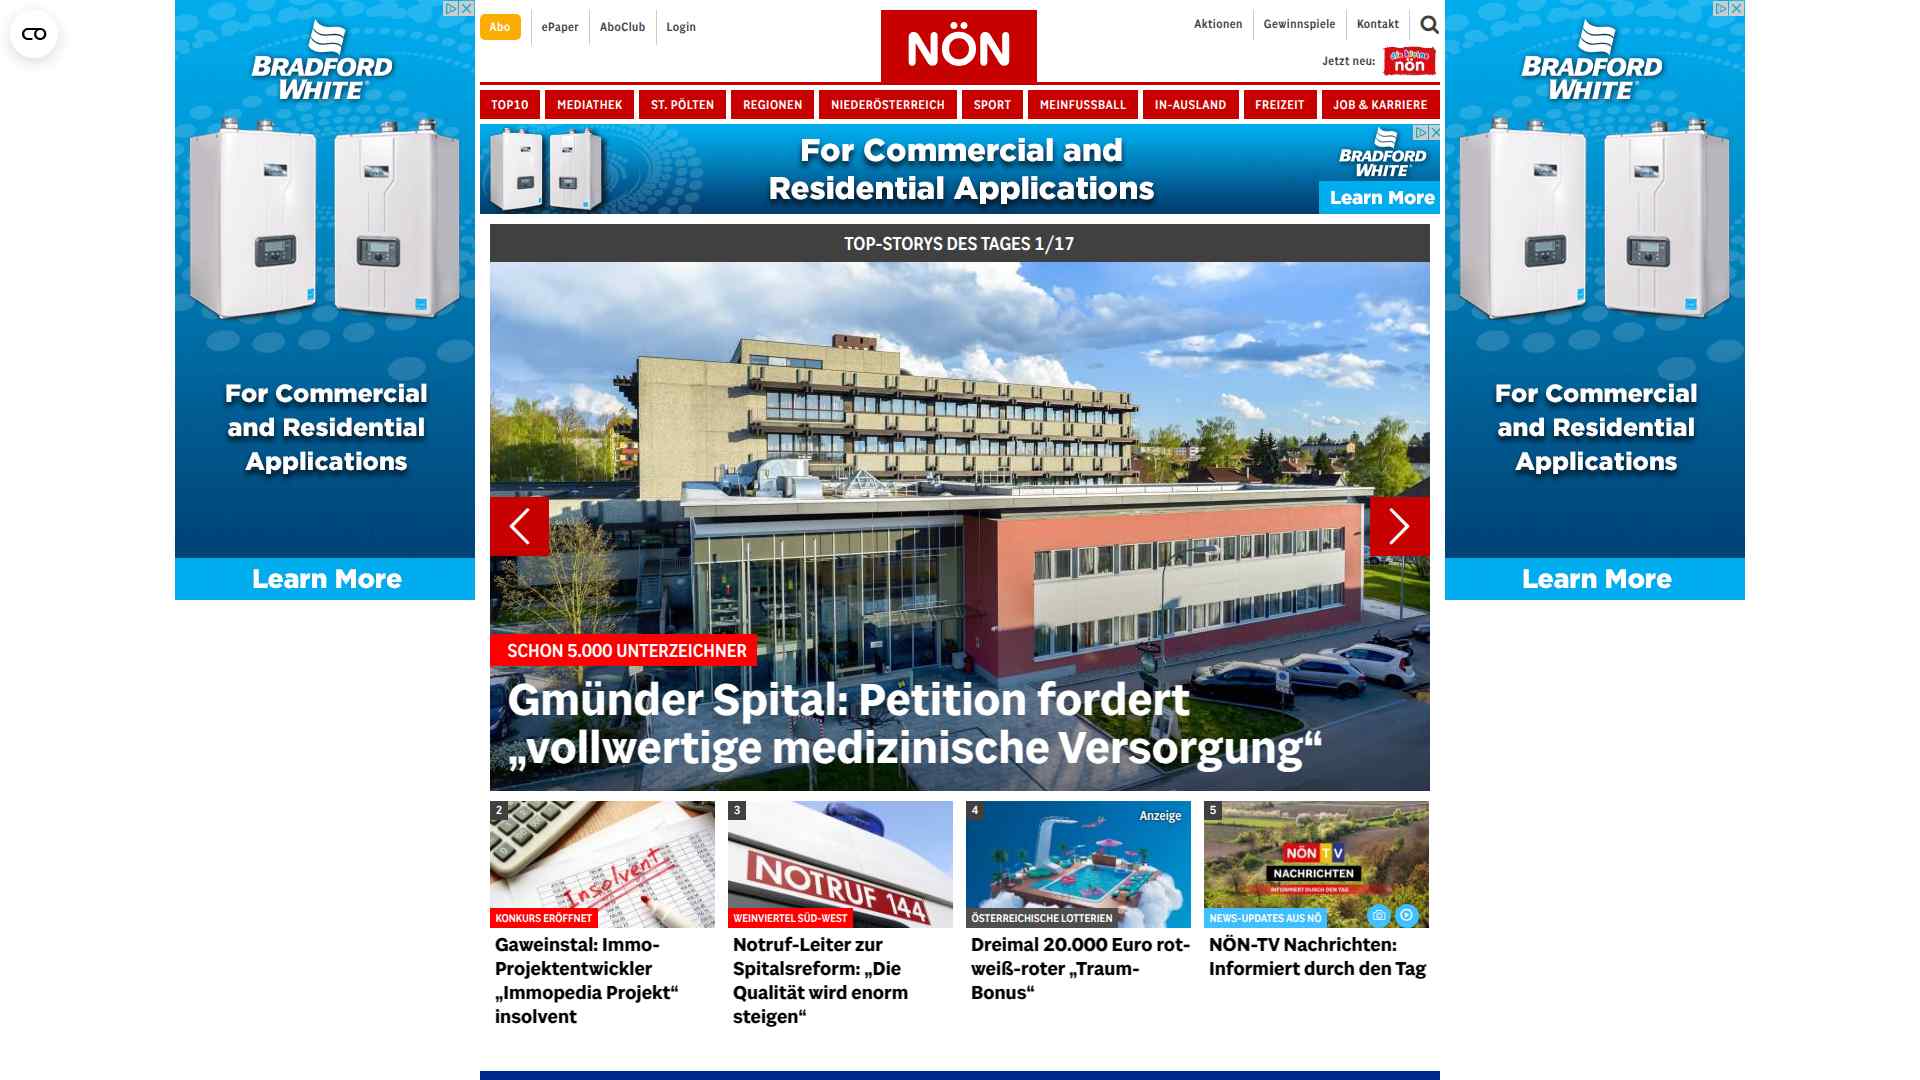 Abo
ePaper
AboClub
Login
NÖN
Aktionen
Gewinnspiele
Kontakt
Jetzt neu:
die kleine
nön
TOP10
MEDIATHEK
ST. PÖLTEN
REGIONEN
NIEDERÖSTERREICH
SPORT
MEINFUSSBALL
IN-AUSLAND
FREIZEIT
JOB & KARRIERE
BRADFORD
WHITE
For Commercial
and Residential
Applications
Learn More
For Commercial and
Residential Applications
BRADFORD
WHITE
Learn More
BRADFORD
WHITE
For Commercial
and Residential
Applications
Learn More
TOP-STORYS DES TAGES 1/17
SCHON 5.000 UNTERZEICHNER
Gmünder Spital: Petition fordert
„vollwertige medizinische Versorgung“
2
Insolvent
KONKURS ERÖFFNET
Gaweinstal: Immo-
Projektentwickler
„Immopedia Projekt“
insolvent
3
NOTRUF 144
WEINVIERTEL SÜD-WEST
Notruf-Leiter zur
Spitalsreform: „Die
Qualität wird enorm
steigen“
4
Anzeige
ÖSTERREICHISCHE LOTTERIEN
Dreimal 20.000 Euro rot-
weiß-roter „Traum-
Bonus“
5
NÖN TV
NACHRICHTEN
INFORMIERT DURCH DEN TAG
NEWS-UPDATES AUS NÖ
NÖN-TV Nachrichten:
Informiert durch den Tag